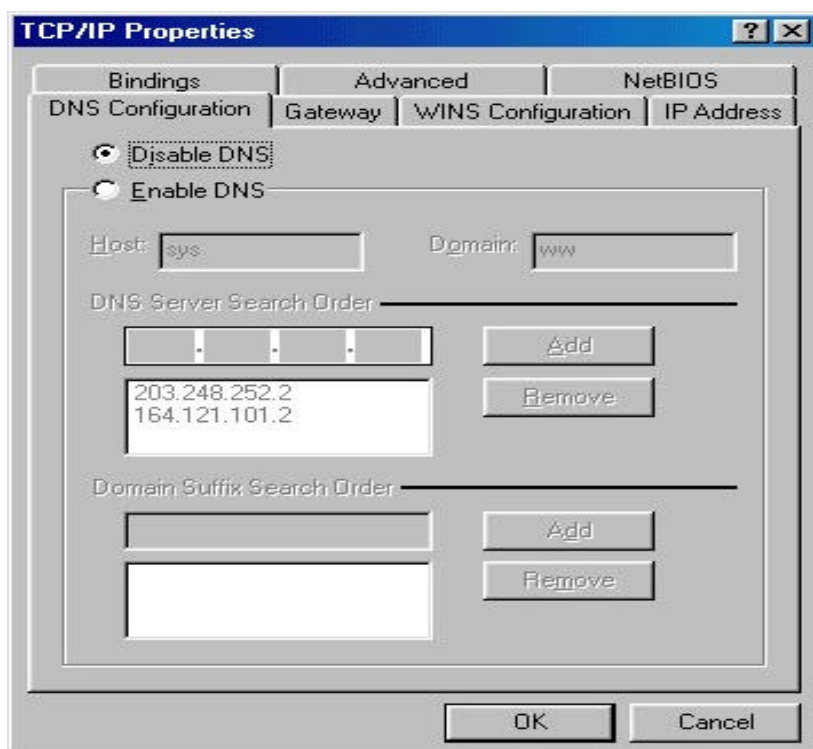 TCP/IP Properties
Bindings Advanced NetBIOS
DNS Configuration Gateway WINS Configuration IP Address
Disable DNS
Enable DNS
Host: sys Domain: ww
DNS Server Search Order
. . . Add
203.248.252.2 Remove
164.121.101.2
Domain Suffix Search Order
Add
Remove
OK Cancel